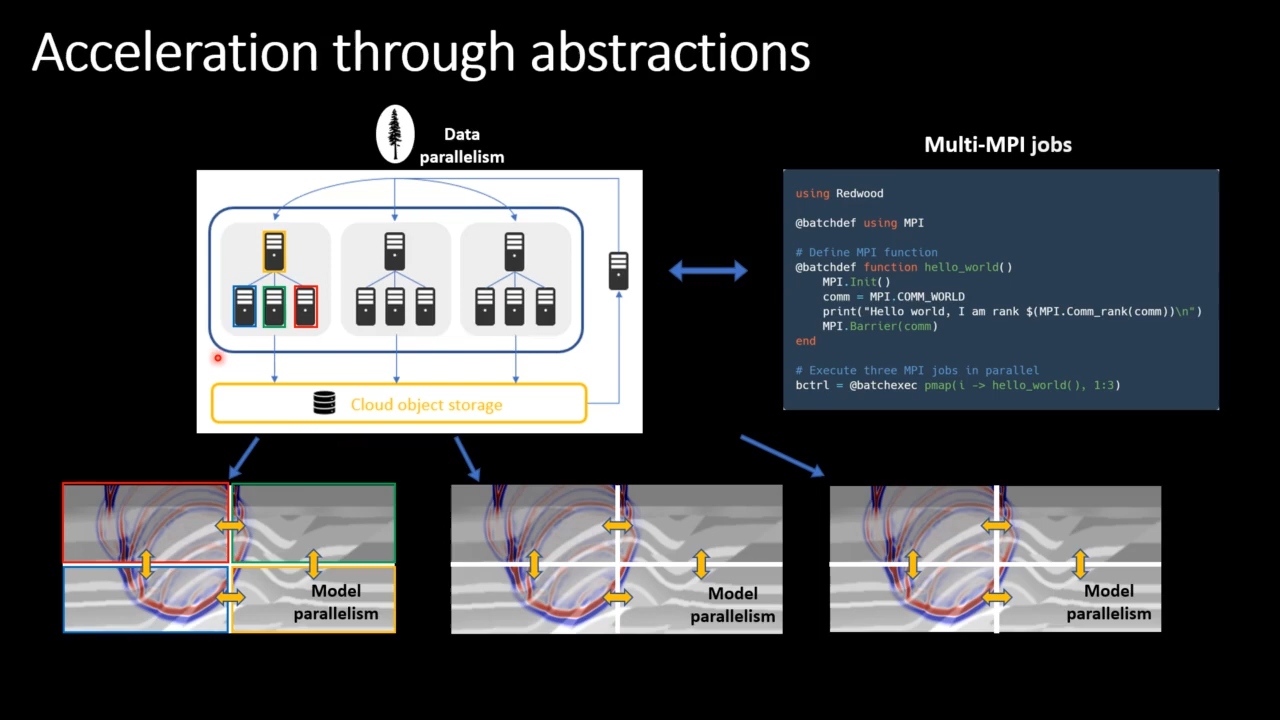 Acceleration through abstractions
Data
parallelism
Multi-MPI jobs
using Redwood
@batchdef using MPI
# Define MPI function
@batchdef function hello_world()
MPI.Init()
comm = MPI.COMM_WORLD
print("Hello world, I am rank $(MPI.Comm_rank(comm))\n")
MPI.Barrier(comm)
end
# Execute three MPI jobs in parallel
bctrl = @batchexec pmap(i -> hello_world(), 1:3)
Cloud object storage
Model
parallelism
Model
parallelism
Model
parallelism